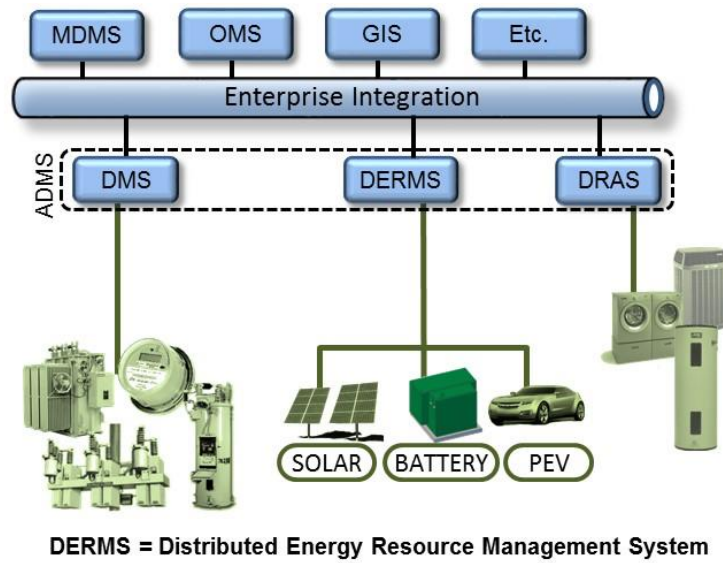 MDMS
OMS
GIS
Etc.
Enterprise Integration
ADMS
DMS
DERMS
DRAS
SOLAR
BATTERY
PEV
DERMS = Distributed Energy Resource Management System